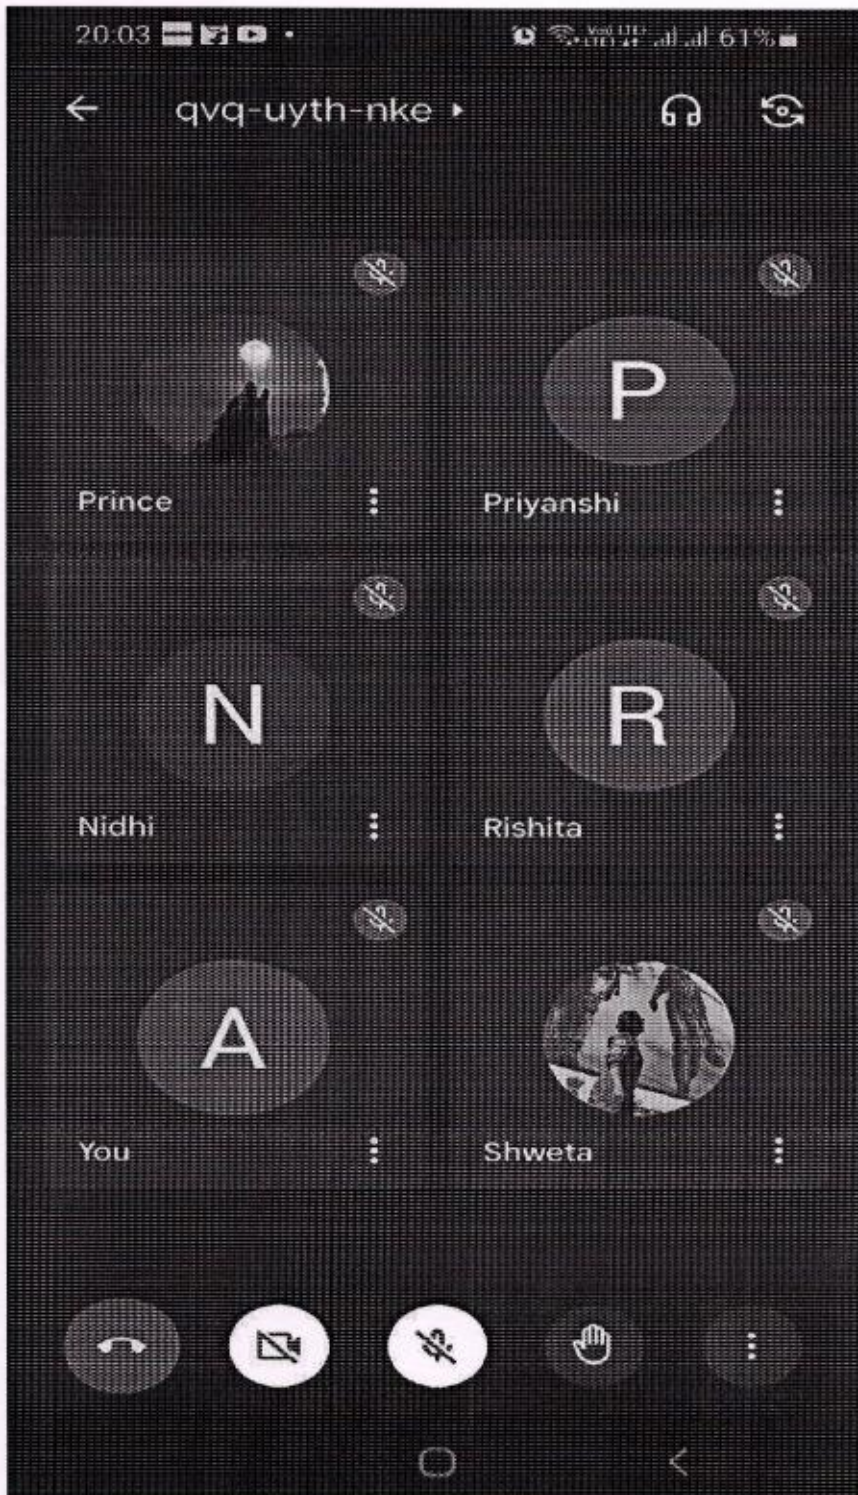 20:03 61%
qvq-uyth-nke
P
Prince Priyanshi
N R
Nidhi Rishita
A
You Shweta